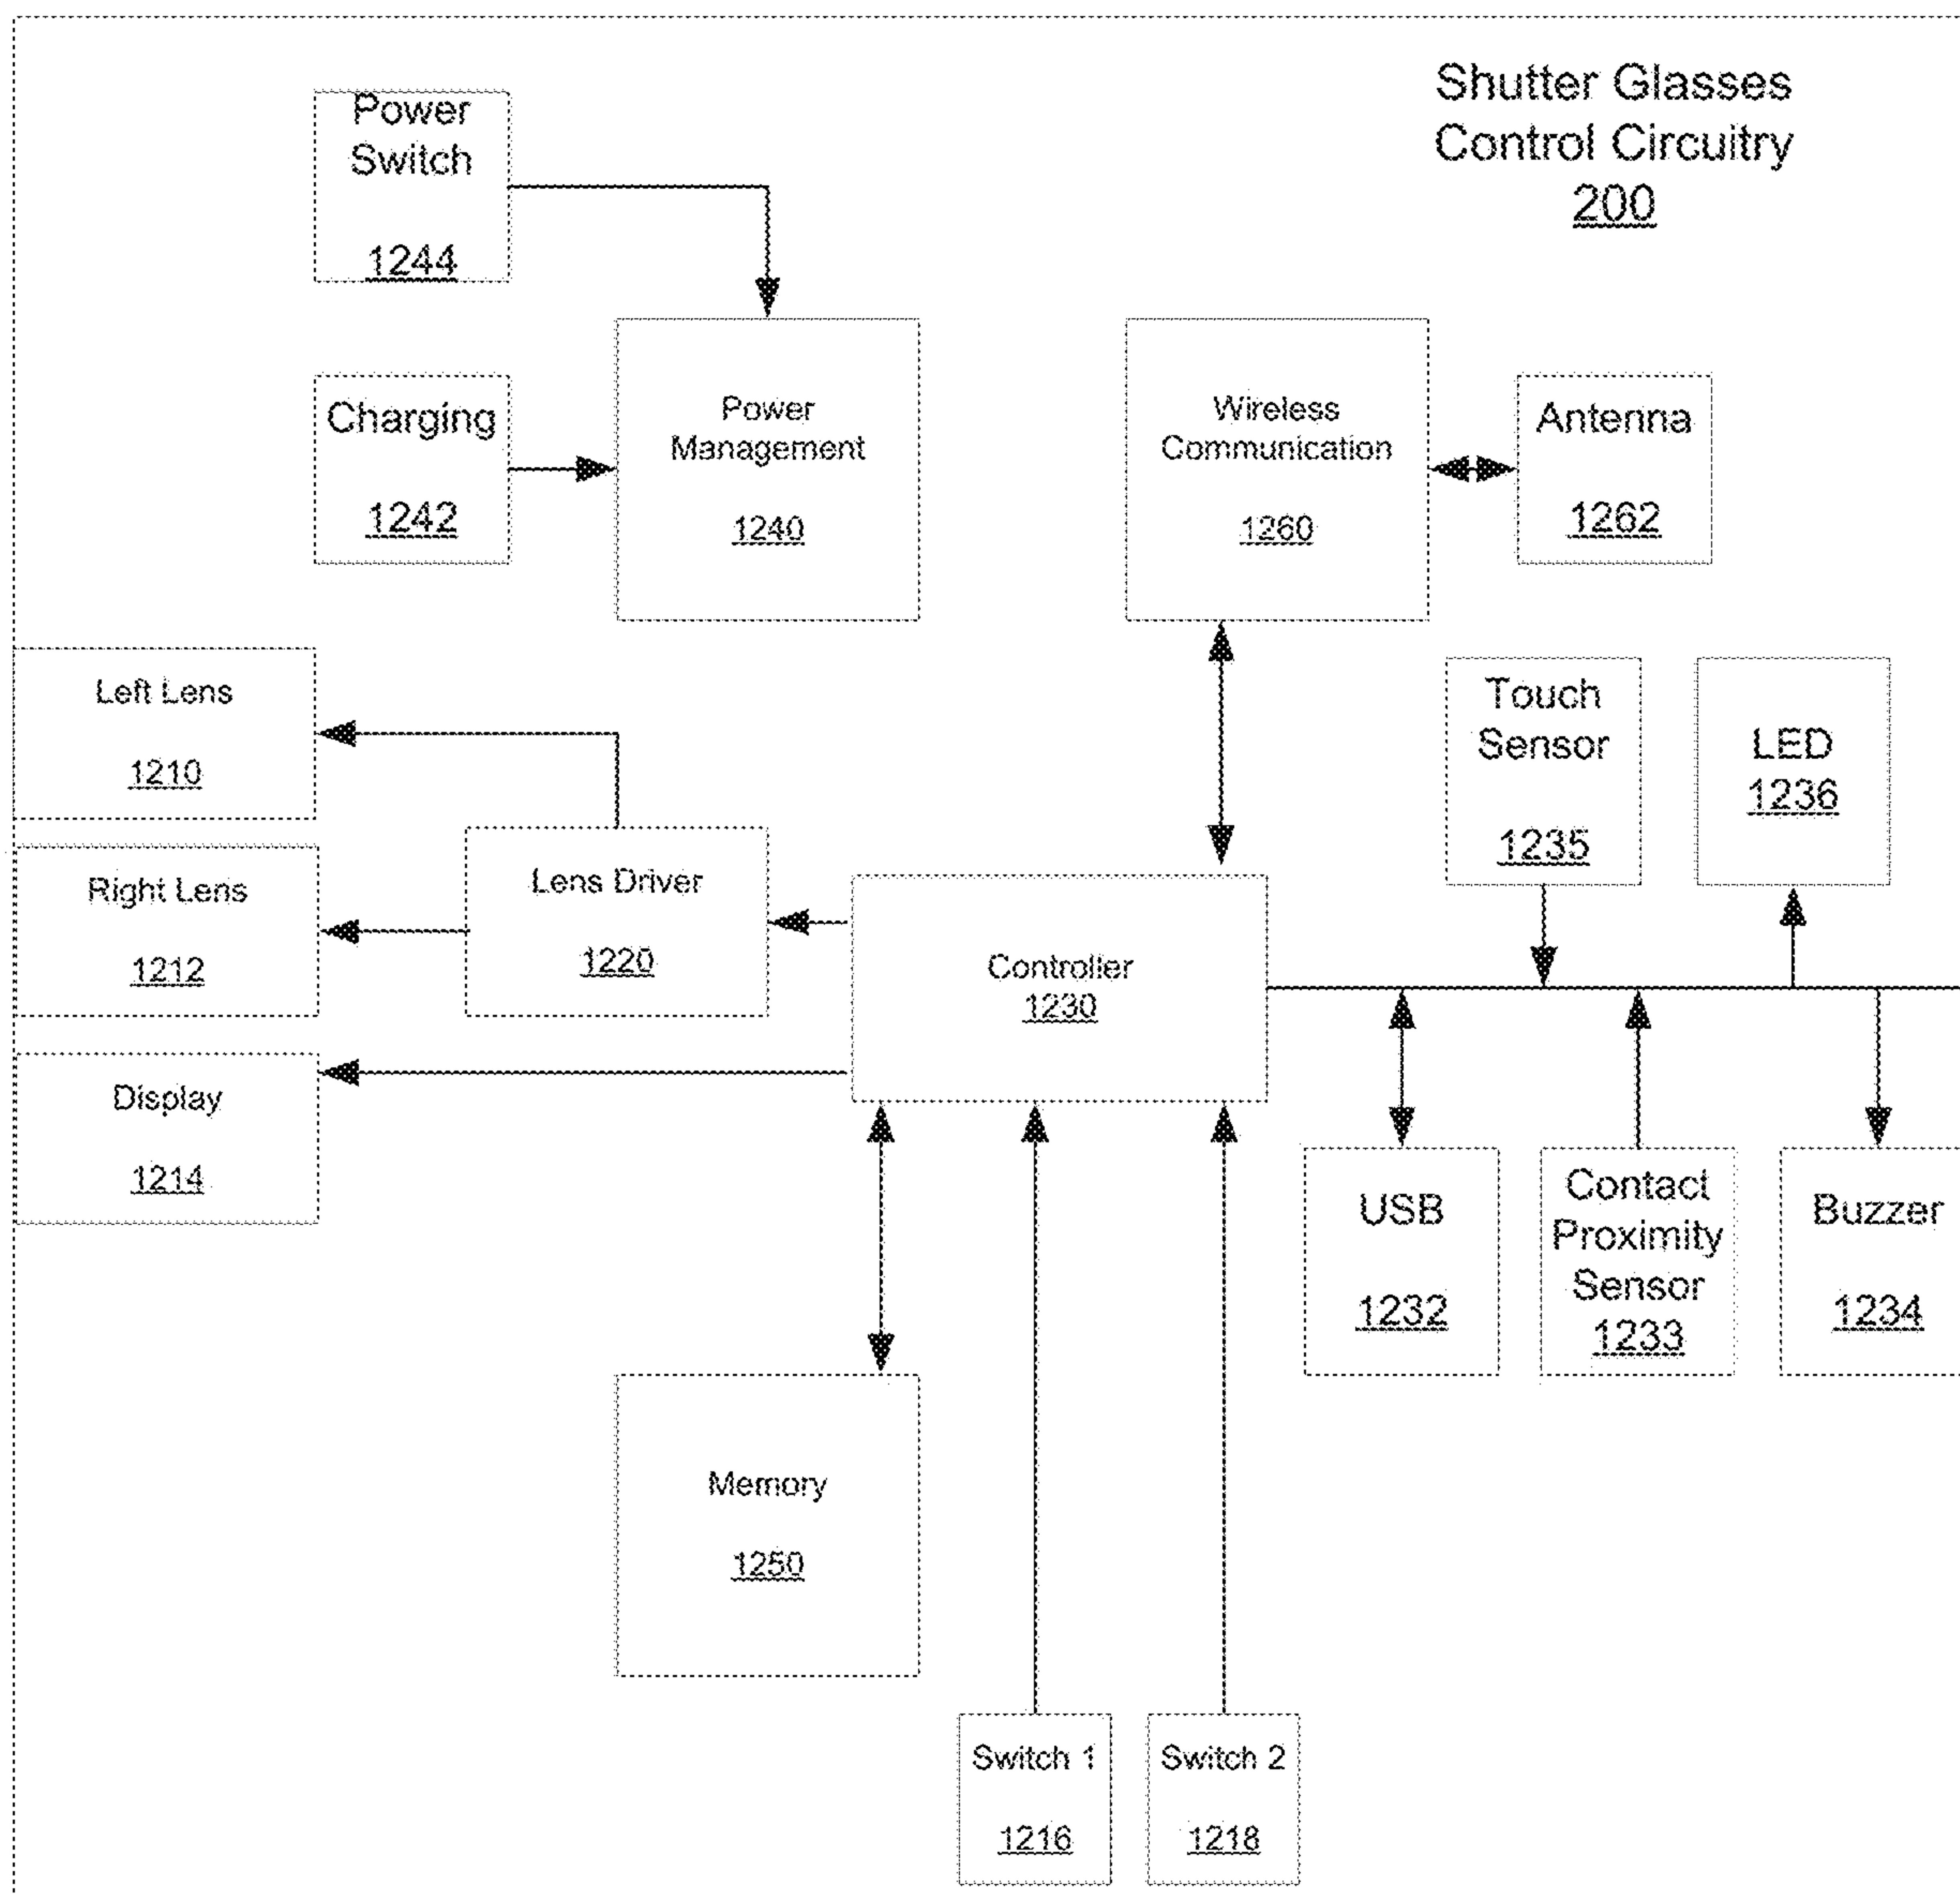 Shutter Glasses
Control Circuitry
200
Power
Switch
1244
Charging
1242
Power
Management
1240
Wireless
Communication
1260
Antenna
1262
Left Lens
1210
Right Lens
1212
Display
1214
Lens Driver
1220
Controller
1230
Touch
Sensor
1235
LED
1236
USB
1232
Contact
Proximity
Sensor
1233
Buzzer
1234
Memory
1250
Switch 1
1216
Switch 2
1218